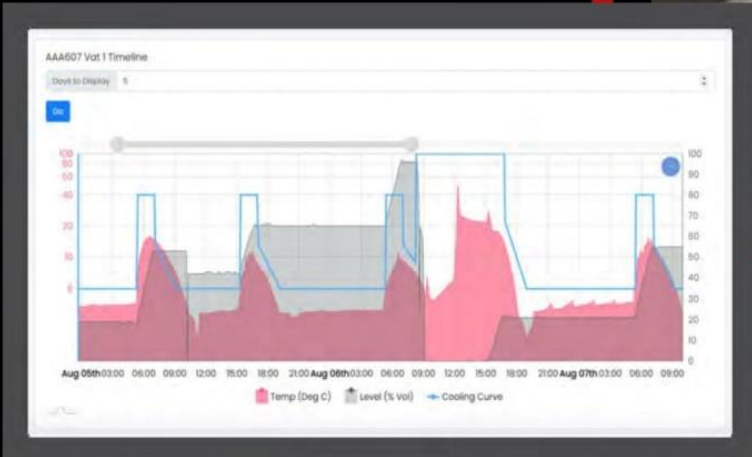 AAA607 Vat 1 Timeline
Days to Display 5
Go
100 80 60 40 20 10 0
100 90 80 70 60 50 40 30 20 10 0
Aug 05th 03:00 06:00 09:00 12:00 15:00 18:00 21:00 Aug 06th 03:00 06:00 09:00 12:00 15:00 18:00 21:00 Aug 07th 03:00 06:00 09:00
Temp (Deg C) Level (% Vol) Cooling Curve